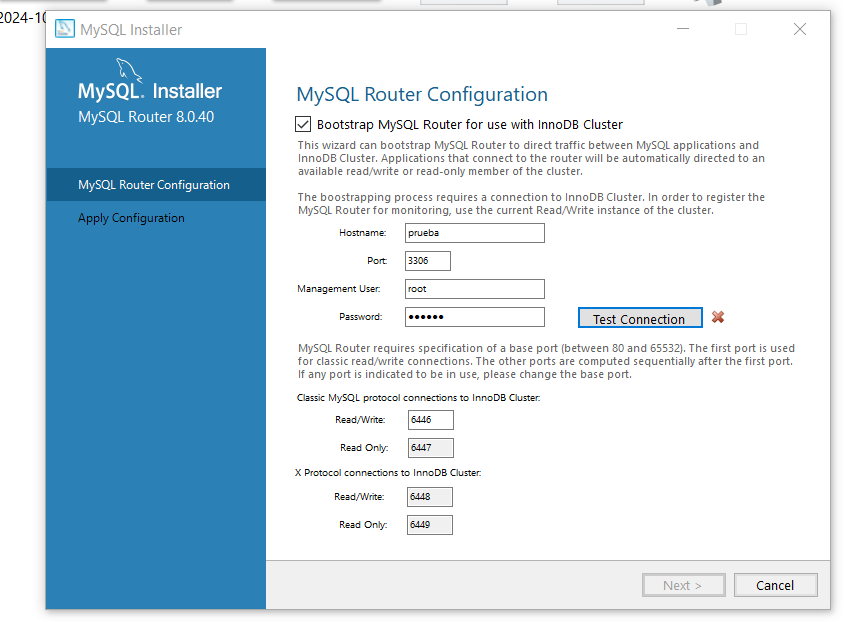 2024-10
MySQL Installer
MySQL® Installer
MySQL Router 8.0.40
MySQL Router Configuration
Apply Configuration
MySQL Router Configuration
Bootstrap MySQL Router for use with InnoDB Cluster
This wizard can bootstrap MySQL Router to direct traffic between MySQL applications and
InnoDB Cluster. Applications that connect to the router will be automatically directed to an
available read/write or read-only member of the cluster.
The boostrapping process requires a connection to InnoDB Cluster. In order to register the
MySQL Router for monitoring, use the current Read/Write instance of the cluster.
Hostname: prueba
Port: 3306
Management User: root
Password: ••••••
Test Connection
MySQL Router requires specification of a base port (between 80 and 65532). The first port is used
for classic read/write connections. The other ports are computed sequentially after the first port.
If any port is indicated to be in use, please change the base port.
Classic MySQL protocol connections to InnoDB Cluster:
Read/Write: 6446
Read Only: 6447
X Protocol connections to InnoDB Cluster:
Read/Write: 6448
Read Only: 6449
Next >
Cancel